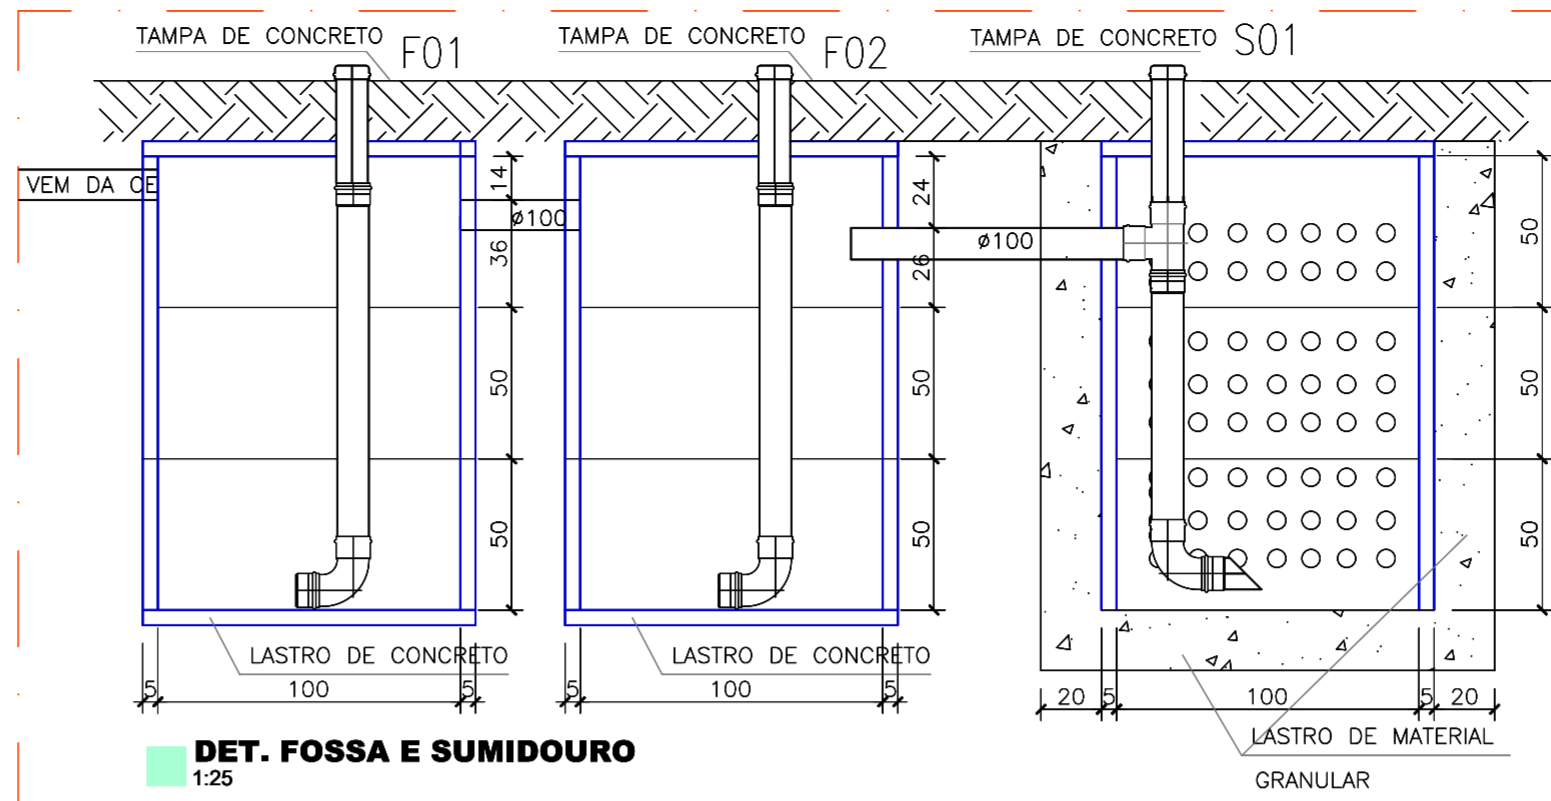 TAMPA DE CONCRETO F01
TAMPA DE CONCRETO F02
TAMPA DE CONCRETO S01
VEM DA CE
14
36
50
50
ø100
24
26
50
50
ø100
50
50
50
LASTRO DE CONCRETO
5 100 5
LASTRO DE CONCRETO
5 100 5
20 5 100 5 20
LASTRO DE MATERIAL
GRANULAR
DET. FOSSA E SUMIDOURO
1:25